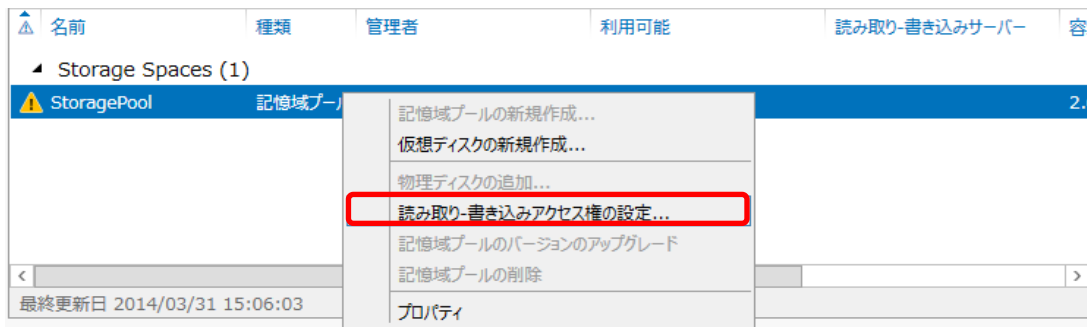 名前 種類 管理者 利用可能 読み取り-書き込みサーバー 容
Storage Spaces (1)
StoragePool 記憶域プー 2.
記憶域プールの新規作成...
仮想ディスクの新規作成...
物理ディスクの追加...
読み取り-書き込みアクセス権の設定...
記憶域プールのバージョンのアップグレード
記憶域プールの削除
最終更新日 2014/03/31 15:06:03
プロパティ